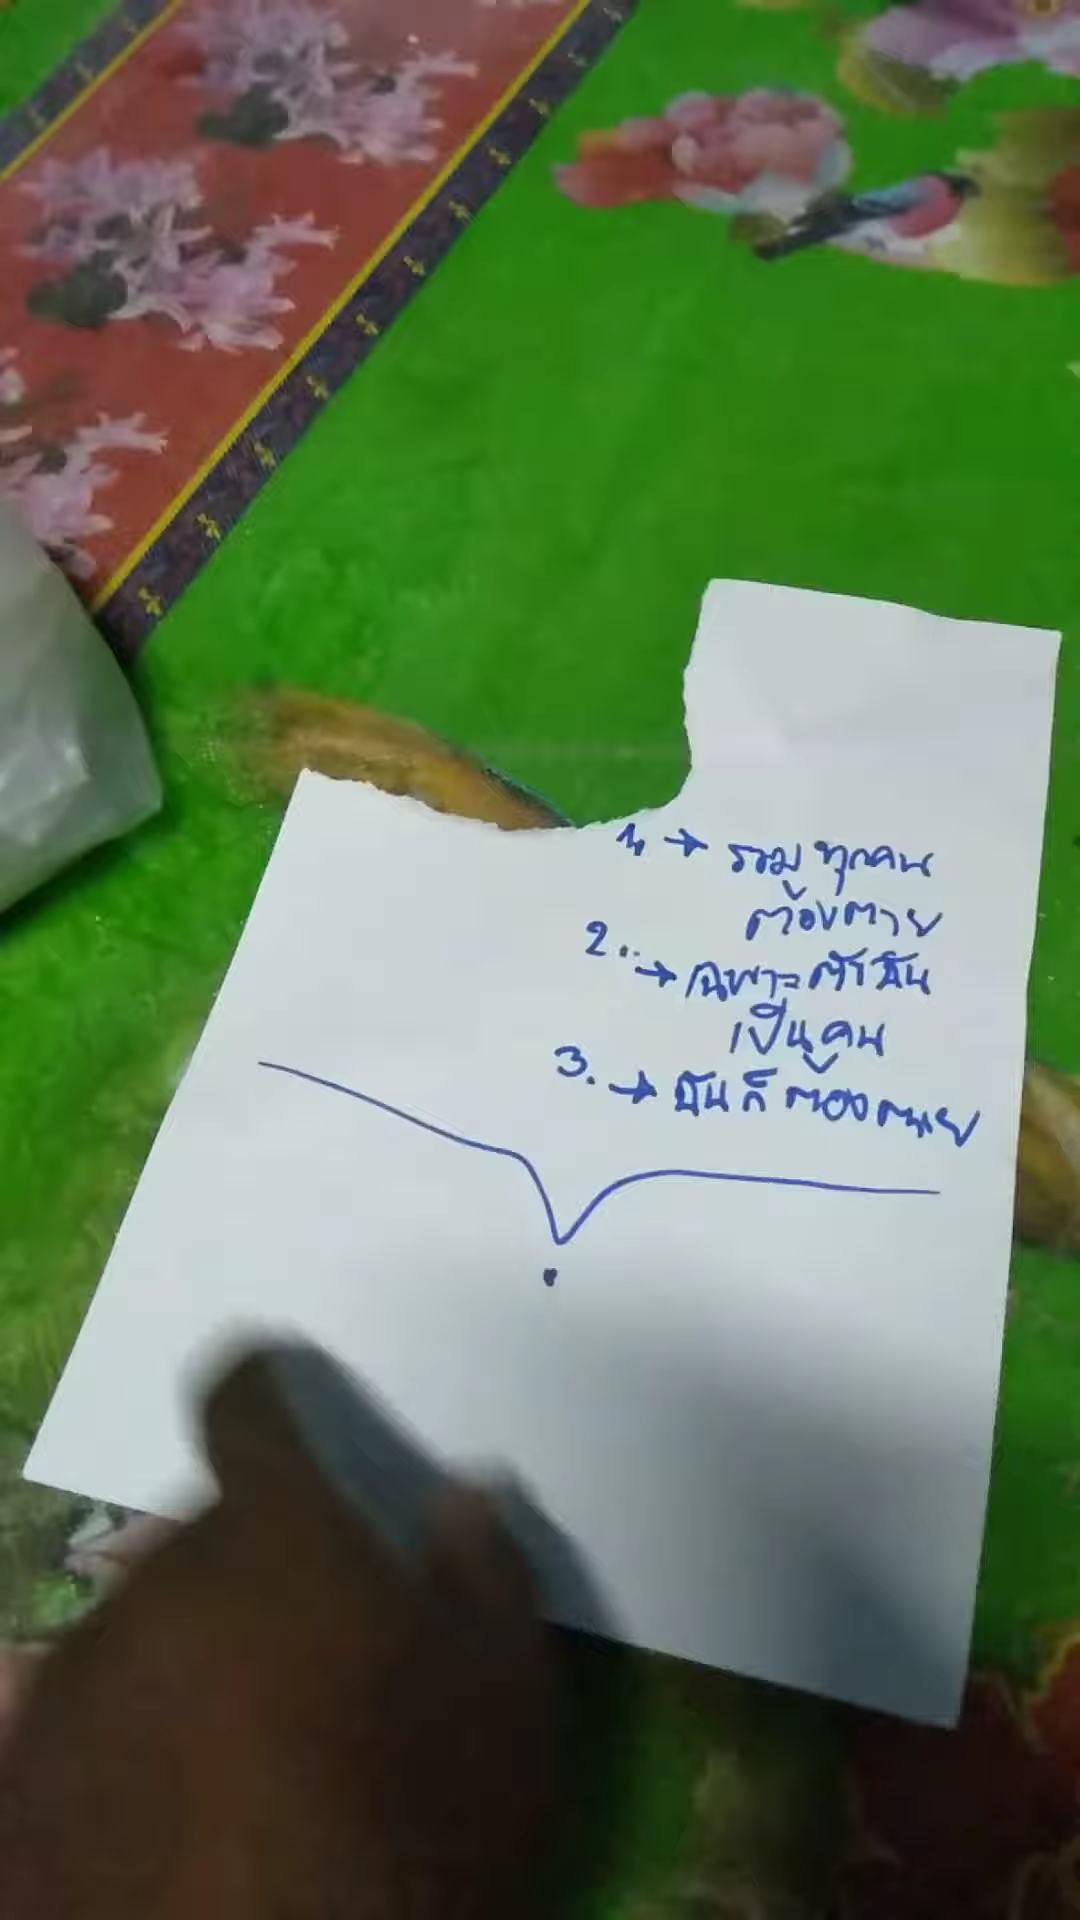 1. → รวม ทุกคน
ต้องตาย
2. → เฉพาะ ตัวฉัน
เป็น คน
3. → ฉัน ก็ ต้องตาย